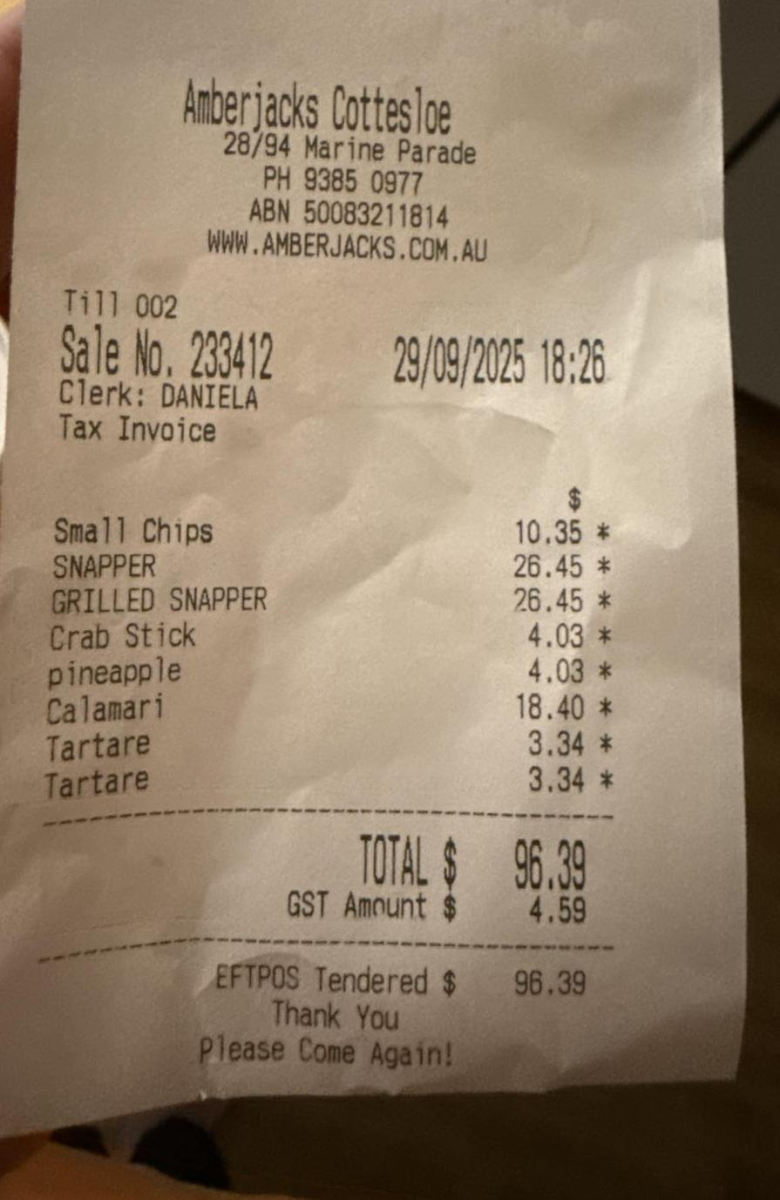 Amberjacks Cottesloe
28/94 Marine Parade
PH 9385 0977
ABN 50083211814
WWW.AMBERJACKS.COM.AU
Till 002
Sale No. 233412 29/09/2025 18:26
Clerk: DANIELA
Tax Invoice
$
Small Chips 10.35 *
SNAPPER 26.45 *
GRILLED SNAPPER 26.45 *
Crab Stick 4.03 *
pineapple 4.03 *
Calamari 18.40 *
Tartare 3.34 *
Tartare 3.34 *
TOTAL $ 96.39
GST Amount $ 4.59
EFTPOS Tendered $ 96.39
Thank You
Please Come Again!